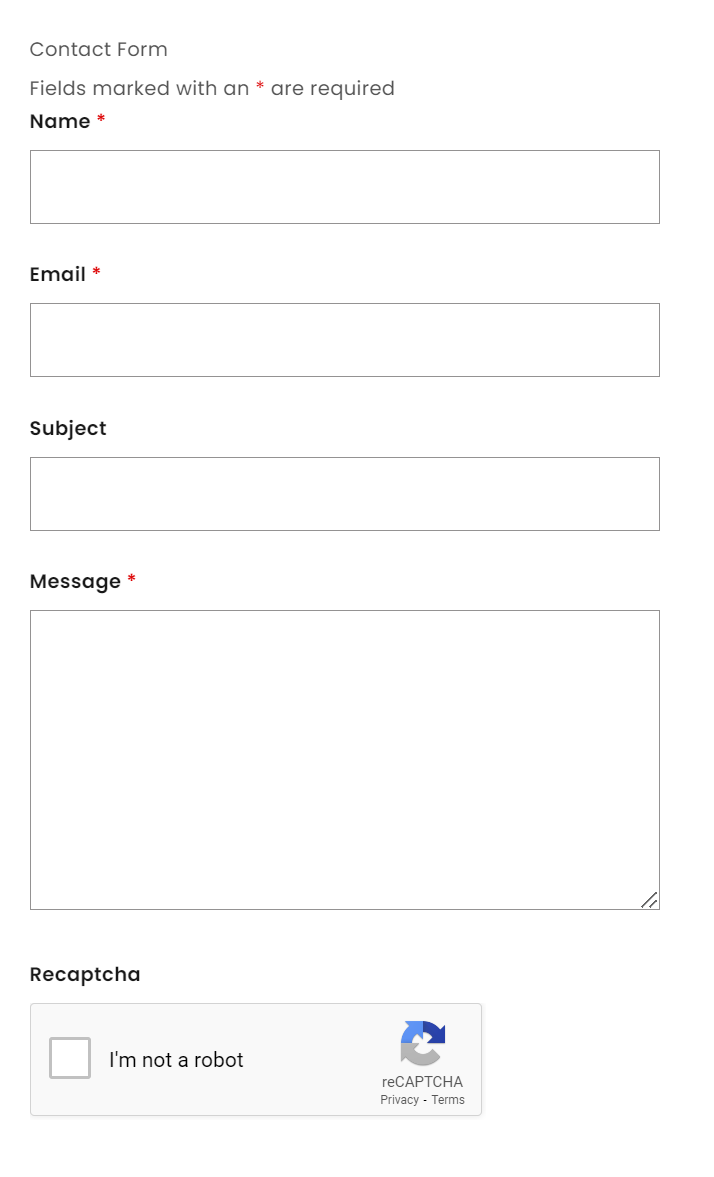 Contact Form
Fields marked with an * are required
Name *
Email *
Subject
Message *
Recaptcha
I'm not a robot
reCAPTCHA
Privacy - Terms